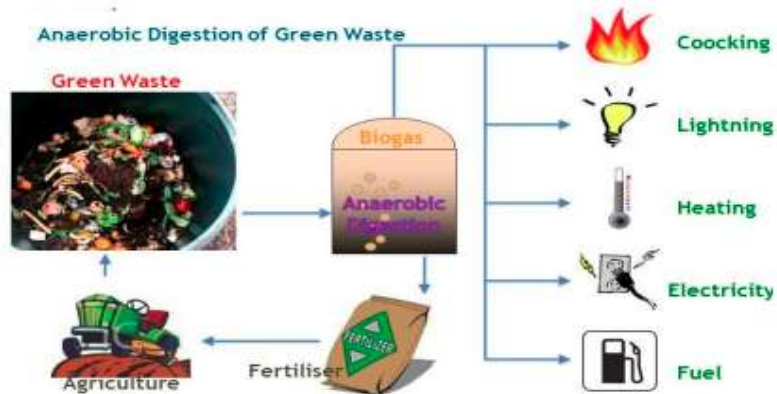 Anaerobic Digestion of Green Waste
Green Waste
Biogas
Anaerobic
Digestion
Coocking
Lightning
Heating
Electricity
Fuel
FERTILIZER
Fertiliser
Agriculture